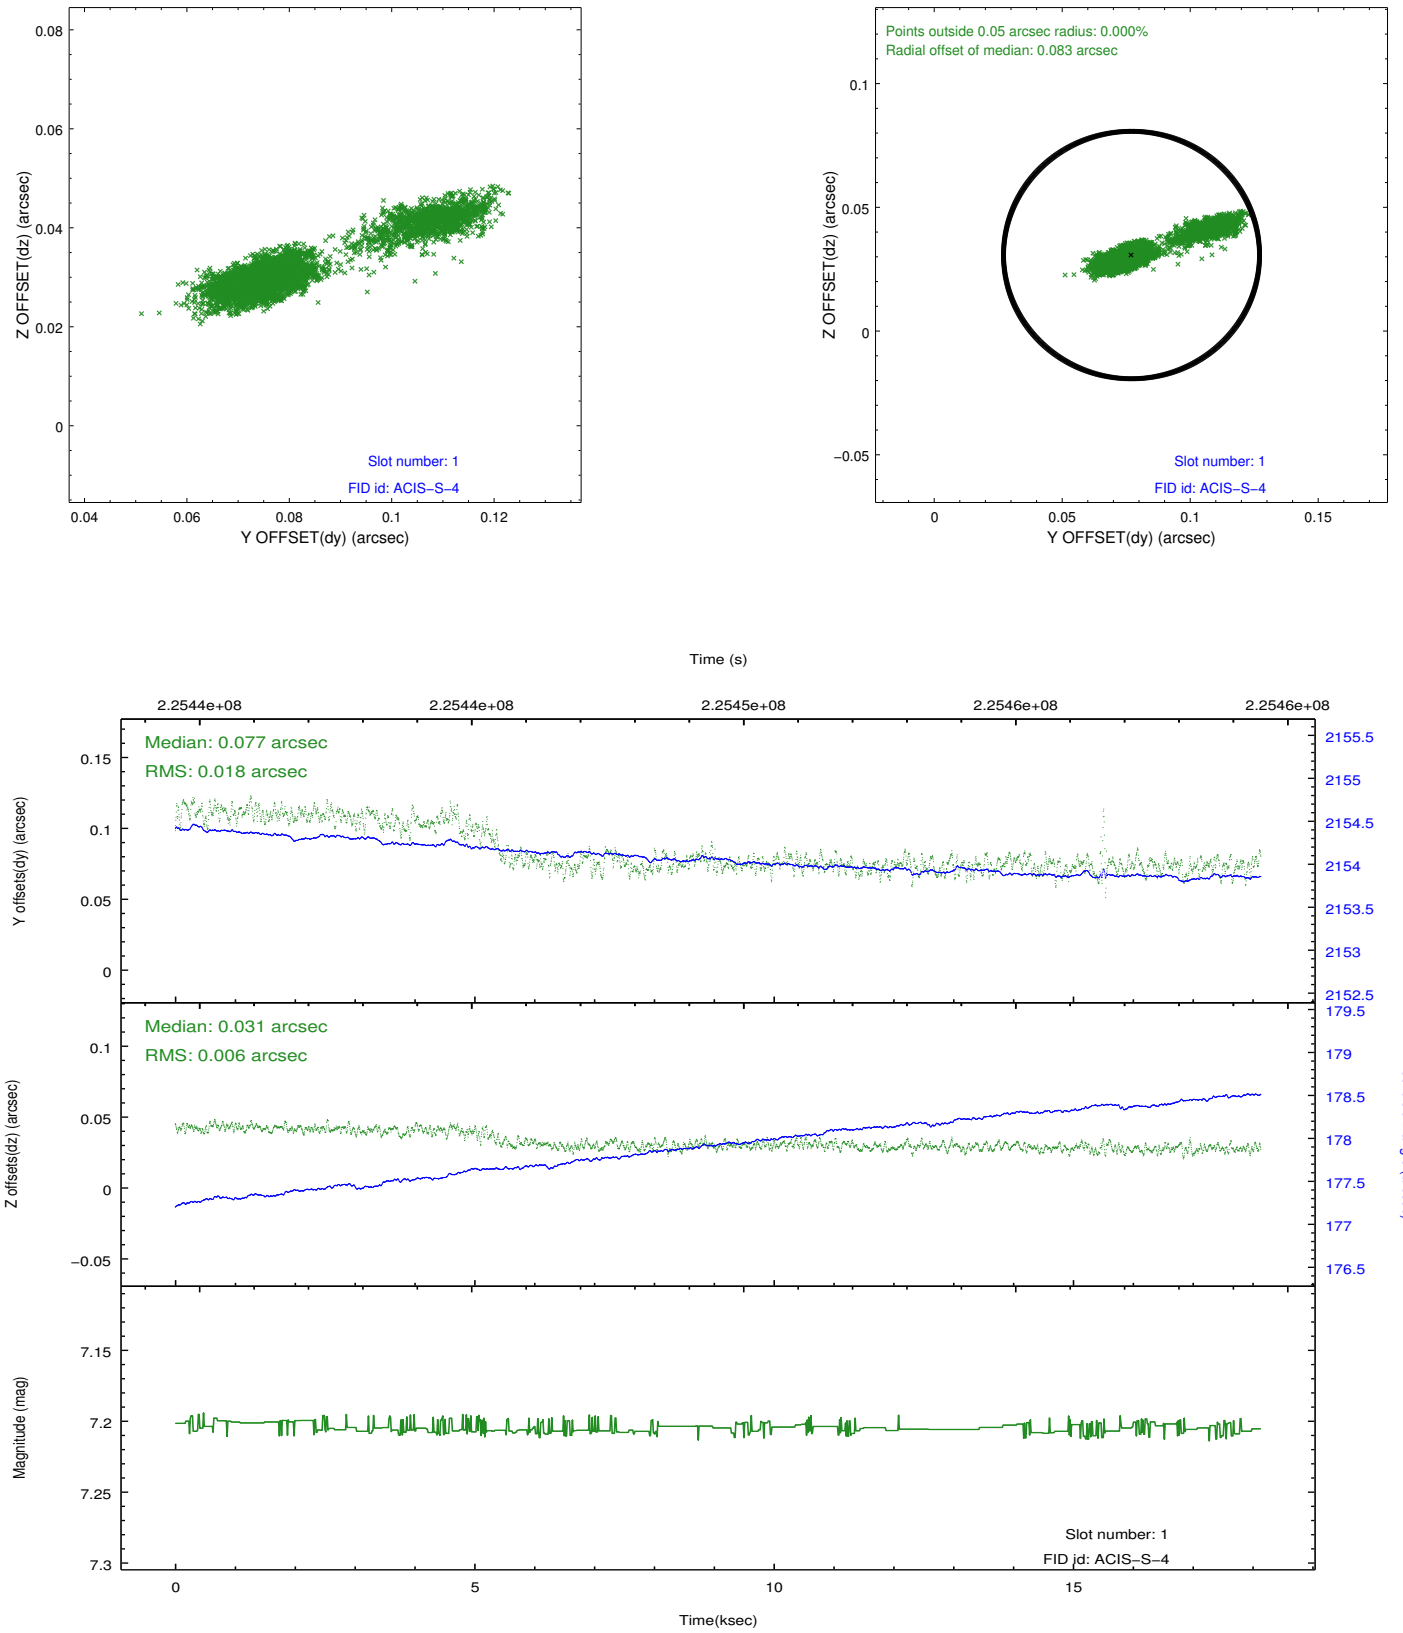 0.08
0.06
0.04
0.02
0
Z OFFSET(dz) (arcsec)
Slot number: 1
FID id: ACIS−S−4
0.04 0.06 0.08 0.1 0.12
Y OFFSET(dy) (arcsec)
Points outside 0.05 arcsec radius: 0.000%
Radial offset of median: 0.083 arcsec
0.1
0.05
0
−0.05
Z OFFSET(dz) (arcsec)
Slot number: 1
FID id: ACIS−S−4
0 0.05 0.1 0.15
Y OFFSET(dy) (arcsec)
Time (s)
2.2544e+08 2.2544e+08 2.2545e+08 2.2546e+08 2.2546e+08
Median: 0.077 arcsec
RMS: 0.018 arcsec
0.15
0.1
0.05
0
Y offsets(dy) (arcsec)
2155.5
2155
2154.5
2154
2153.5
2153
2152.5
Median: 0.031 arcsec
RMS: 0.006 arcsec
0.1
0.05
0
−0.05
Z offsets(dz) (arcsec)
179.5
179
178.5
178
177.5
177
176.5
7.15
7.2
7.25
7.3
Magnitude (mag)
Slot number: 1
FID id: ACIS−S−4
0 5 10 15
Time(ksec)